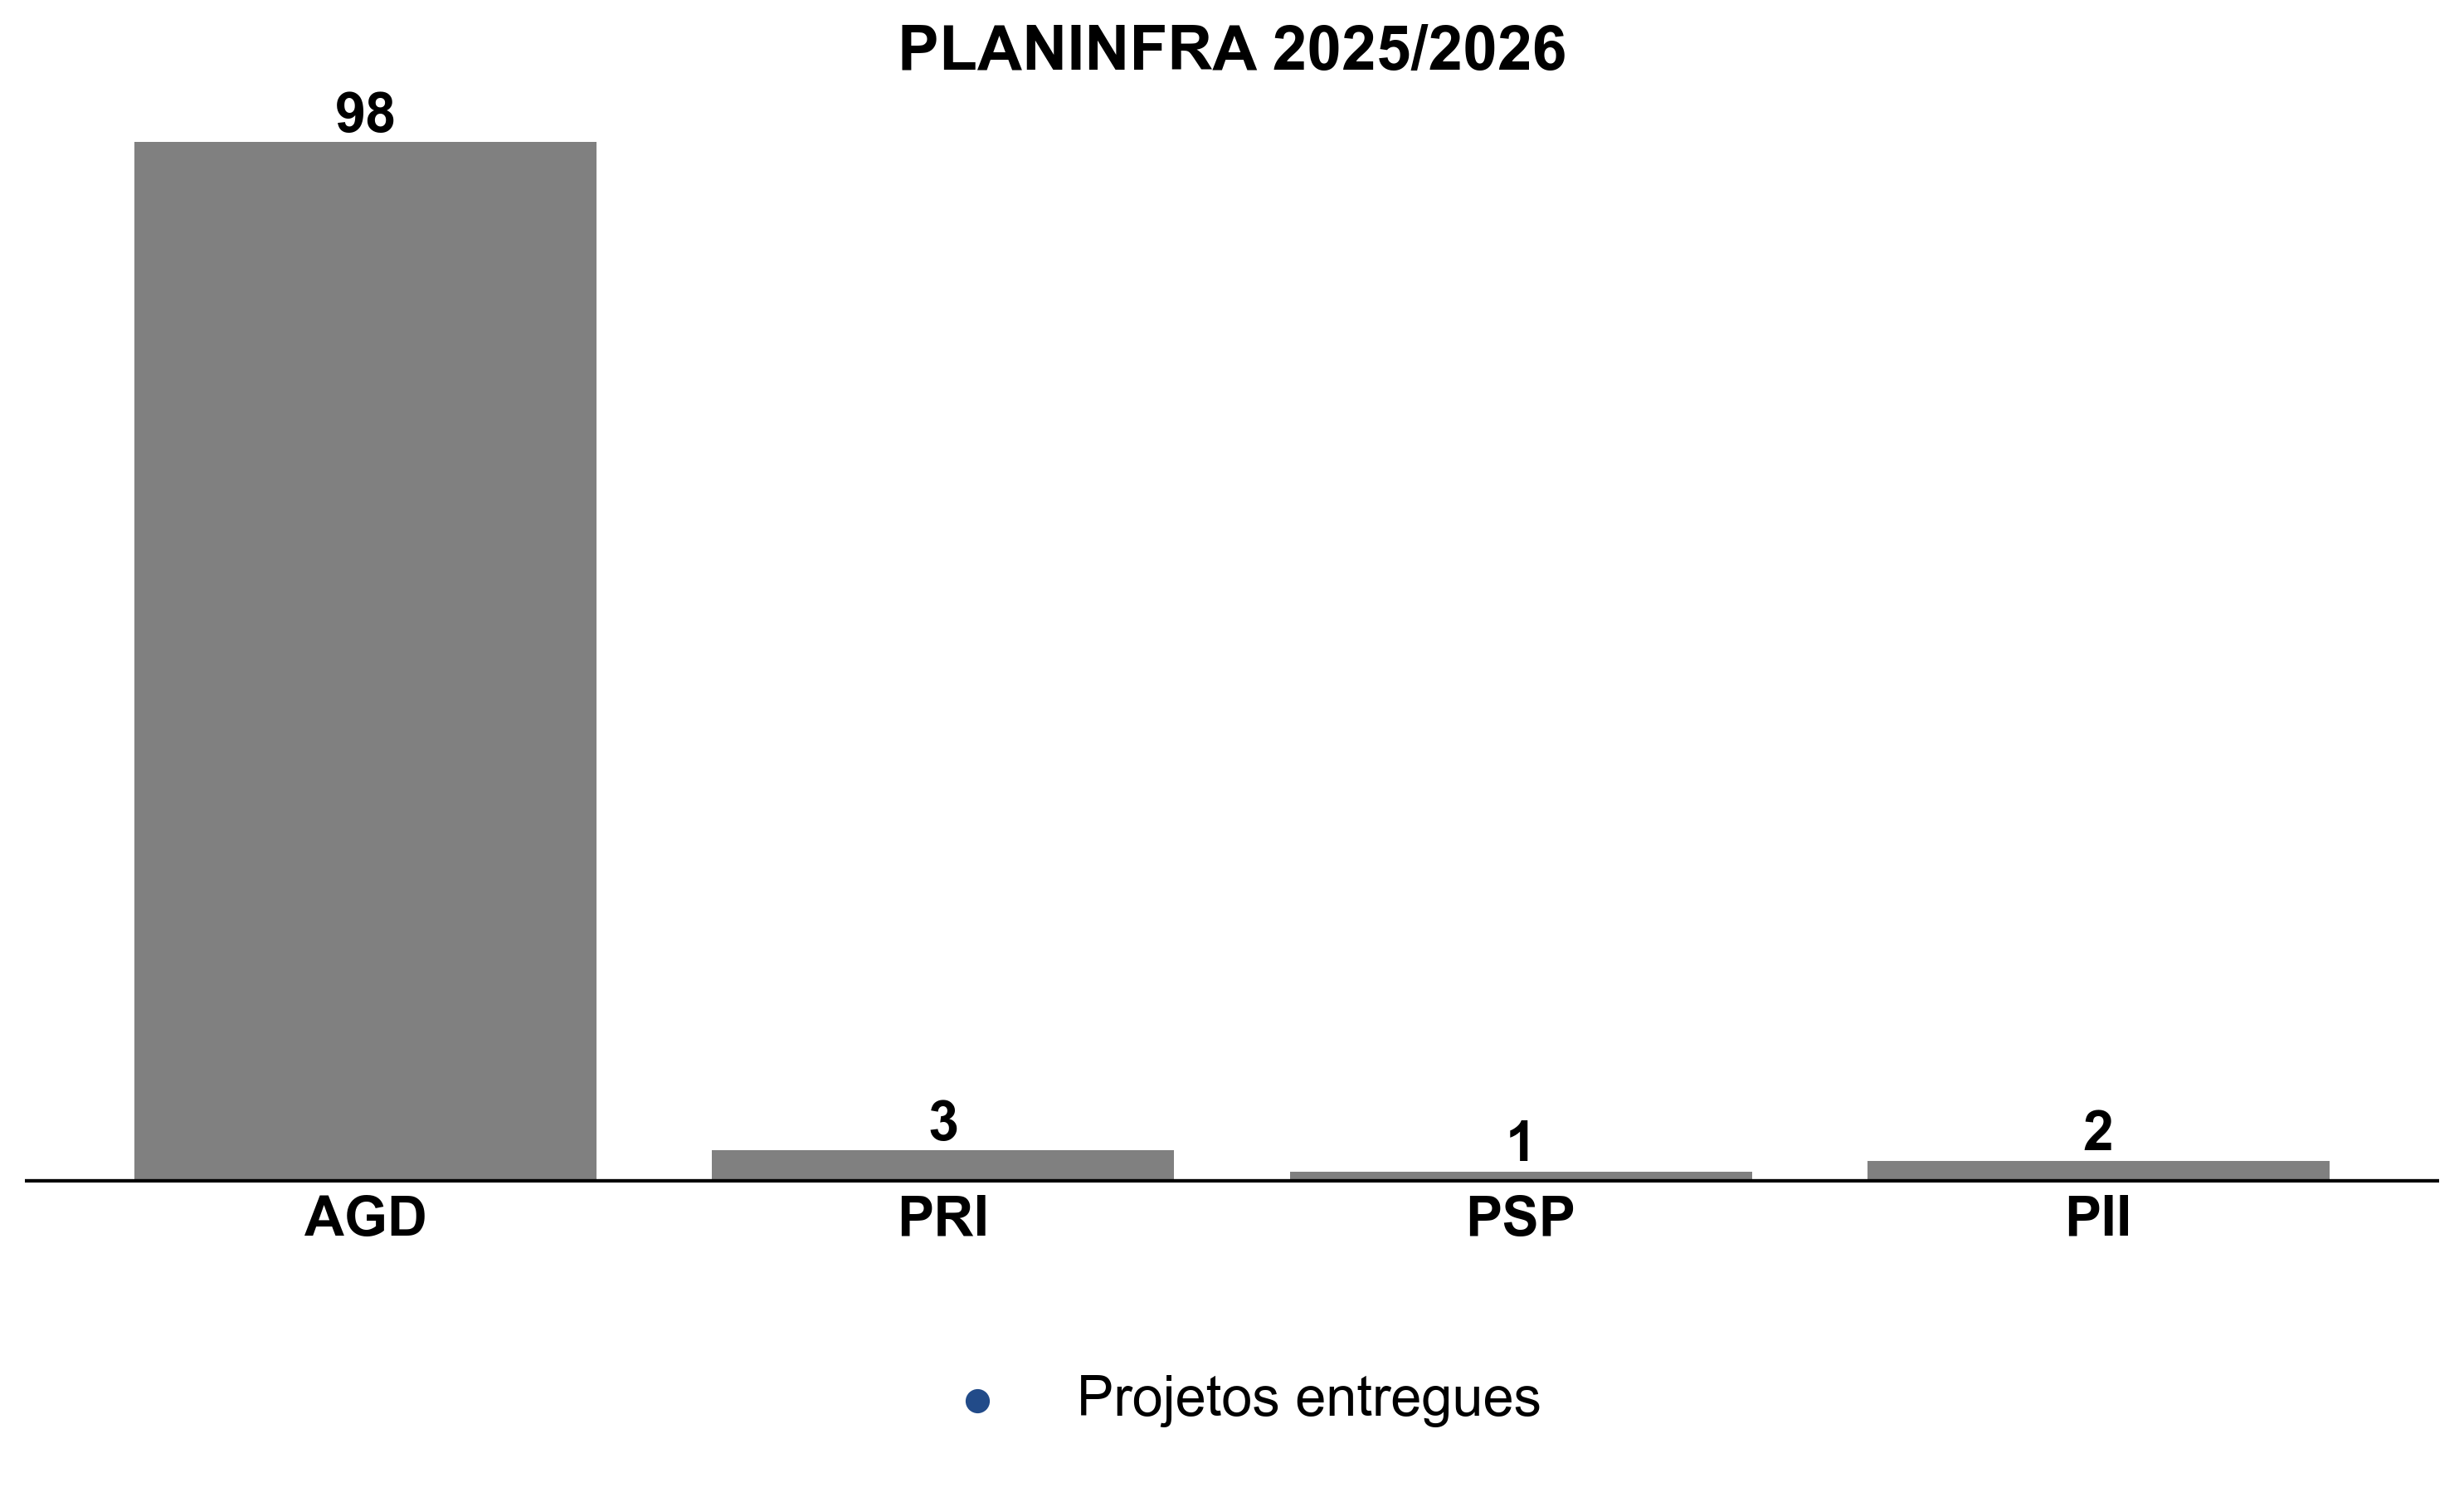 PLANINFRA 2025/2026
98
3
1
2
AGD PRI PSP PII
Projetos entregues